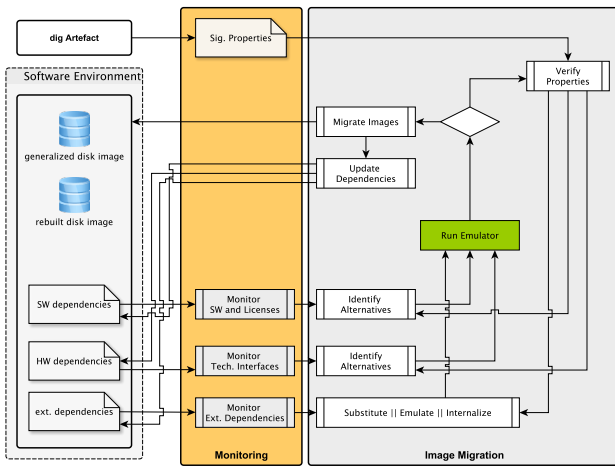 dig Artefact
Sig. Properties
Software Environment
Verify
Properties
generalized disk image
Migrate Images
Update
Dependencies
rebuilt disk image
Run Emulator
SW dependencies
Monitor
SW and Licenses
Identify
Alternatives
HW dependencies
Monitor
Tech. Interfaces
Identify
Alternatives
ext. dependencies
Monitor
Ext. Dependencies
Substitute || Emulate || Internalize
Monitoring
Image Migration